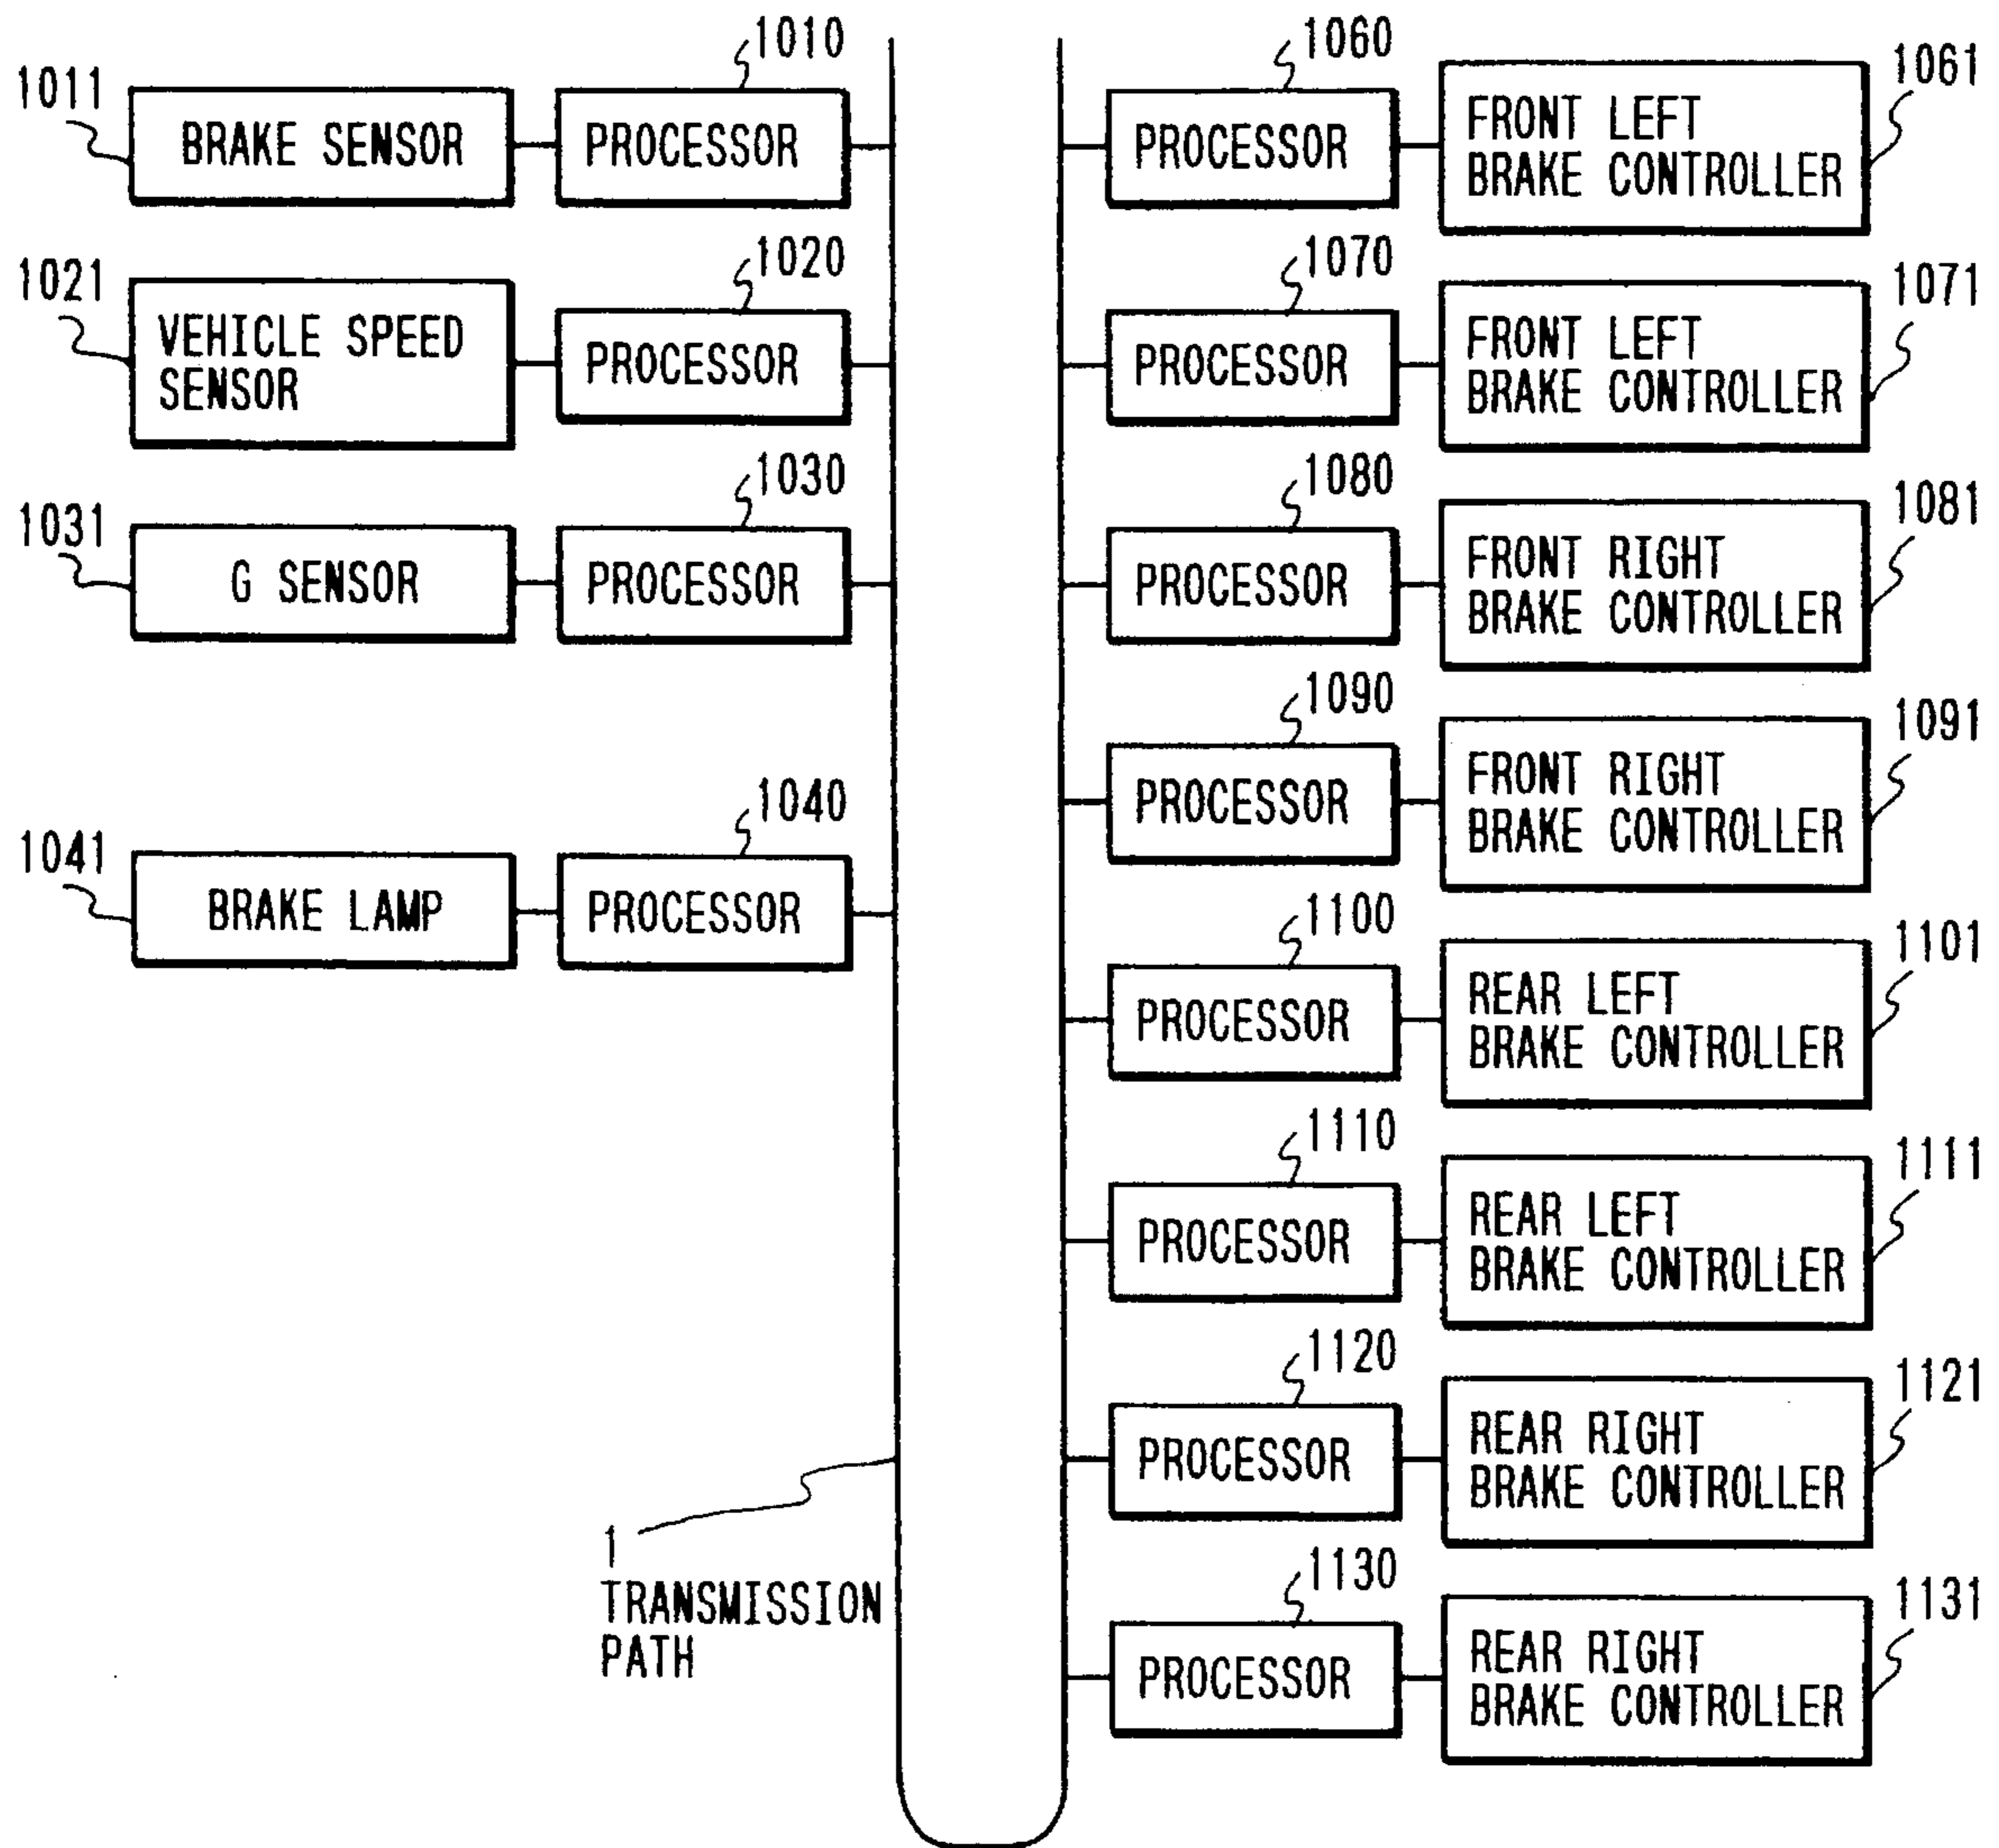 1010
1011
BRAKE SENSOR
PROCESSOR
1020
1021
VEHICLE SPEED
SENSOR
PROCESSOR
1030
1031
G SENSOR
PROCESSOR
1040
1041
BRAKE LAMP
PROCESSOR
1
TRANSMISSION
PATH
1060
1061
PROCESSOR
FRONT LEFT
BRAKE CONTROLLER
1070
1071
PROCESSOR
FRONT LEFT
BRAKE CONTROLLER
1080
1081
PROCESSOR
FRONT RIGHT
BRAKE CONTROLLER
1090
1091
PROCESSOR
FRONT RIGHT
BRAKE CONTROLLER
1100
1101
PROCESSOR
REAR LEFT
BRAKE CONTROLLER
1110
1111
PROCESSOR
REAR LEFT
BRAKE CONTROLLER
1120
1121
PROCESSOR
REAR RIGHT
BRAKE CONTROLLER
1130
1131
PROCESSOR
REAR RIGHT
BRAKE CONTROLLER